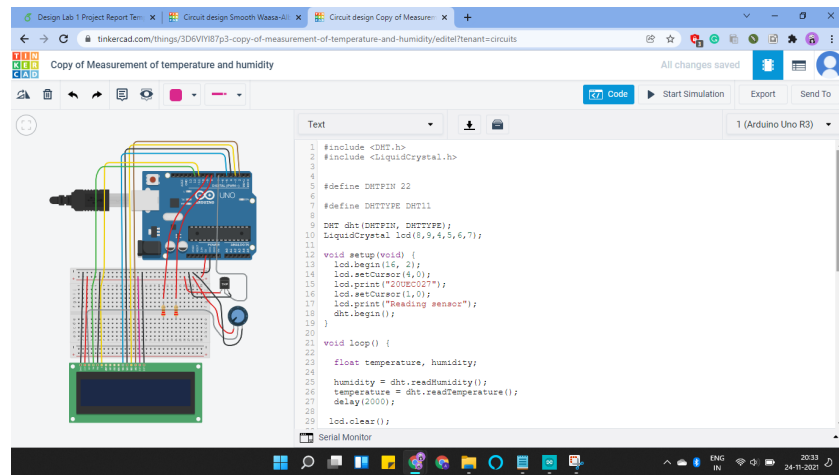 Design Lab 1 Project Report Tem
Circuit design Smooth Waasa-All
Circuit design Copy of Measurem
tinkercad.com/things/3D6VlYI87p3-copy-of-measurement-of-temperature-and-humidity/editel?tenant=circuits
TIN
KER
CAD
Copy of Measurement of temperature and humidity
All changes saved
Code
Start Simulation
Export
Send To
Text
1 (Arduino Uno R3)
1 #include <DHT.h>
2 #include <LiquidCrystal.h>
3
4
5 #define DHTPIN 22
6
7 #define DHTTYPE DHT11
8
9 DHT dht(DHTPIN, DHTTYPE);
10 LiquidCrystal lcd(8,9,4,5,6,7);
11
12 void setup(void) {
13 lcd.begin(16, 2);
14 lcd.setCursor(4,0);
15 lcd.print("20UEC027");
16 lcd.setCursor(1,0);
17 lcd.print("Reading sensor");
18 dht.begin();
19 }
20
21 void loop() {
22
23 float temperature, humidity;
24
25 humidity = dht.readHumidity();
26 temperature = dht.readTemperature();
27 delay(2000);
28
29 lcd.clear();
UNO
Serial Monitor
ENG
IN
20:33
24-11-2021